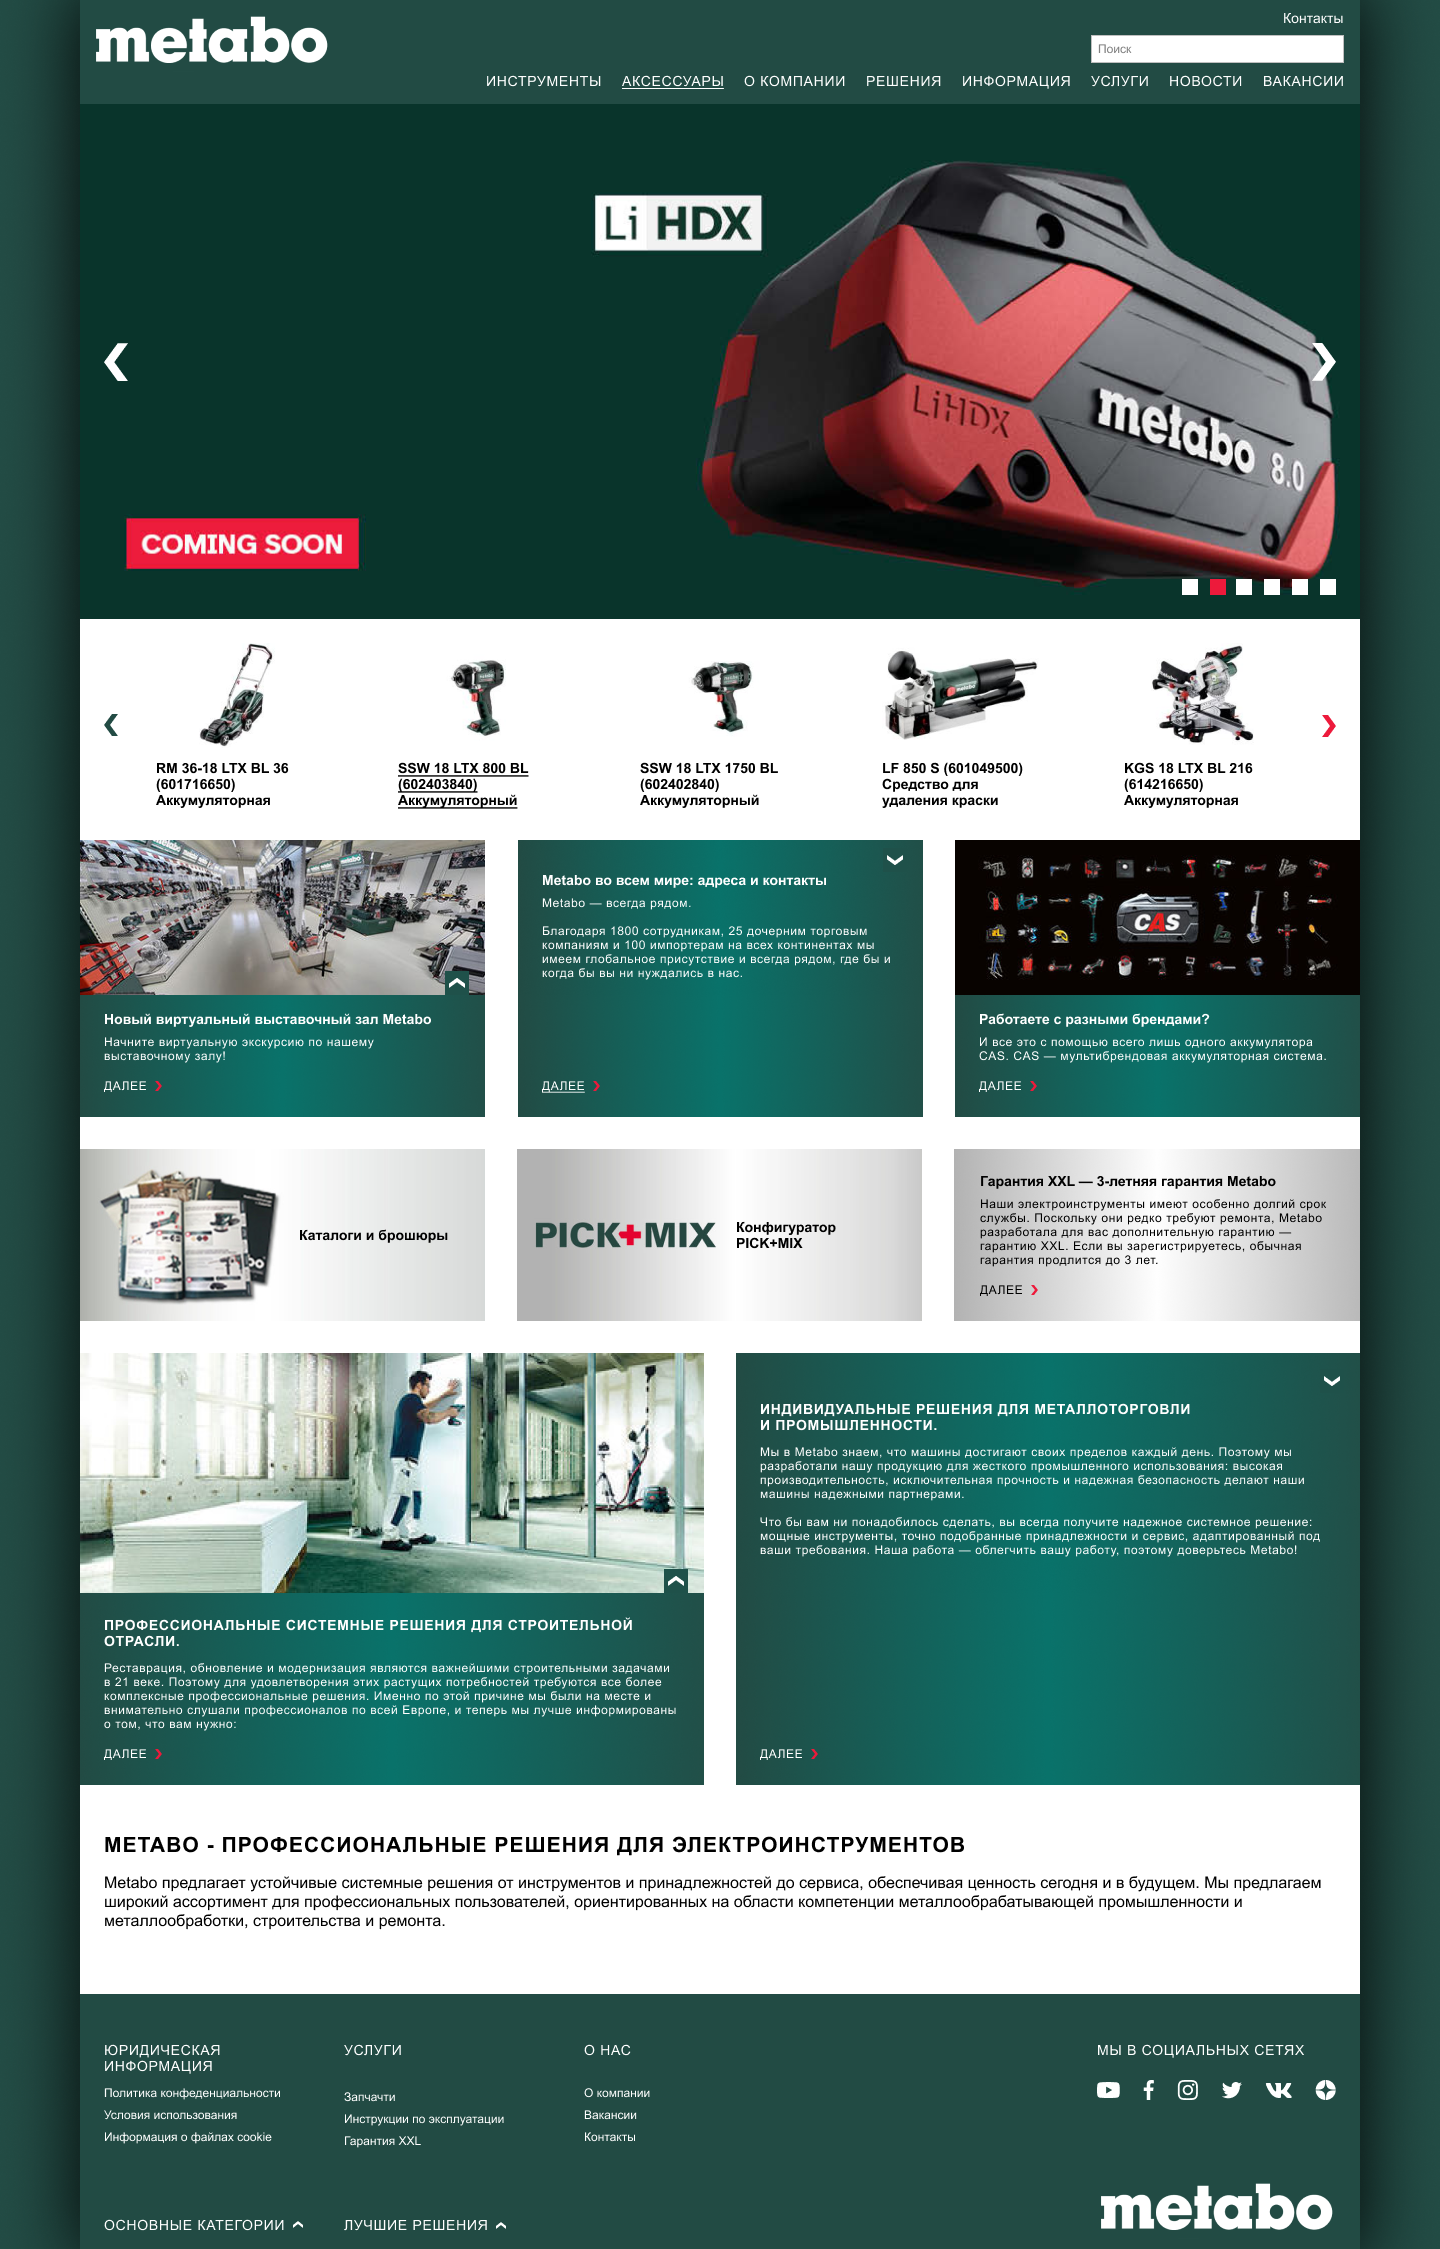 metabo
Контакты
Поиск
ИНСТРУМЕНТЫ АКСЕССУАРЫ О КОМПАНИИ РЕШЕНИЯ ИНФОРМАЦИЯ УСЛУГИ НОВОСТИ ВАКАНСИИ
Li HDX
LiHDX
metabo 8.0
COMING SOON
RM 36-18 LTX BL 36
(601716650)
Аккумуляторная
SSW 18 LTX 800 BL
(602403840)
Аккумуляторный
SSW 18 LTX 1750 BL
(602402840)
Аккумуляторный
LF 850 S (601049500)
Средство для
удаления краски
KGS 18 LTX BL 216
(614216650)
Аккумуляторная
Новый виртуальный выставочный зал Metabo
Начните виртуальную экскурсию по нашему
выставочному залу!
ДАЛЕЕ
Metabo во всем мире: адреса и контакты
Metabo — всегда рядом.
Благодаря 1800 сотрудникам, 25 дочерним торговым
компаниям и 100 импортерам на всех континентах мы
имеем глобальное присутствие и всегда рядом, где бы и
когда бы вы ни нуждались в нас.
ДАЛЕЕ
CAS
Работаете с разными брендами?
И все это с помощью всего лишь одного аккумулятора
CAS. CAS — мультибрендовая аккумуляторная система.
ДАЛЕЕ
Каталоги и брошюры
PICK+MIX
Конфигуратор
PICK+MIX
Гарантия XXL — 3-летняя гарантия Metabo
Наши электроинструменты имеют особенно долгий срок
службы. Поскольку они редко требуют ремонта, Metabo
разработала для вас дополнительную гарантию —
гарантию XXL. Если вы зарегистрируетесь, обычная
гарантия продлится до 3 лет.
ДАЛЕЕ
ПРОФЕССИОНАЛЬНЫЕ СИСТЕМНЫЕ РЕШЕНИЯ ДЛЯ СТРОИТЕЛЬНОЙ
ОТРАСЛИ.
Реставрация, обновление и модернизация являются важнейшими строительными задачами
в 21 веке. Поэтому для удовлетворения этих растущих потребностей требуются все более
комплексные профессиональные решения. Именно по этой причине мы были на месте и
внимательно слушали профессионалов по всей Европе, и теперь мы лучше информированы
о том, что вам нужно:
ДАЛЕЕ
ИНДИВИДУАЛЬНЫЕ РЕШЕНИЯ ДЛЯ МЕТАЛЛОТОРГОВЛИ
И ПРОМЫШЛЕННОСТИ.
Мы в Metabo знаем, что машины достигают своих пределов каждый день. Поэтому мы
разработали нашу продукцию для жесткого промышленного использования: высокая
производительность, исключительная прочность и надежная безопасность делают наши
машины надежными партнерами.
Что бы вам ни понадобилось сделать, вы всегда получите надежное системное решение:
мощные инструменты, точно подобранные принадлежности и сервис, адаптированный под
ваши требования. Наша работа — облегчить вашу работу, поэтому доверьтесь Metabo!
ДАЛЕЕ
METABO - ПРОФЕССИОНАЛЬНЫЕ РЕШЕНИЯ ДЛЯ ЭЛЕКТРОИНСТРУМЕНТОВ
Metabo предлагает устойчивые системные решения от инструментов и принадлежностей до сервиса, обеспечивая ценность сегодня и в будущем. Мы предлагаем
широкий ассортимент для профессиональных пользователей, ориентированных на области компетенции металлообрабатывающей промышленности и
металлообработки, строительства и ремонта.
ЮРИДИЧЕСКАЯ
ИНФОРМАЦИЯ
Политика конфеденциальности
Условия использования
Информация о файлах cookie
УСЛУГИ
Запчачти
Инструкции по эксплуатации
Гарантия XXL
О НАС
О компании
Вакансии
Контакты
МЫ В СОЦИАЛЬНЫХ СЕТЯХ
ОСНОВНЫЕ КАТЕГОРИИ
ЛУЧШИЕ РЕШЕНИЯ
metabo